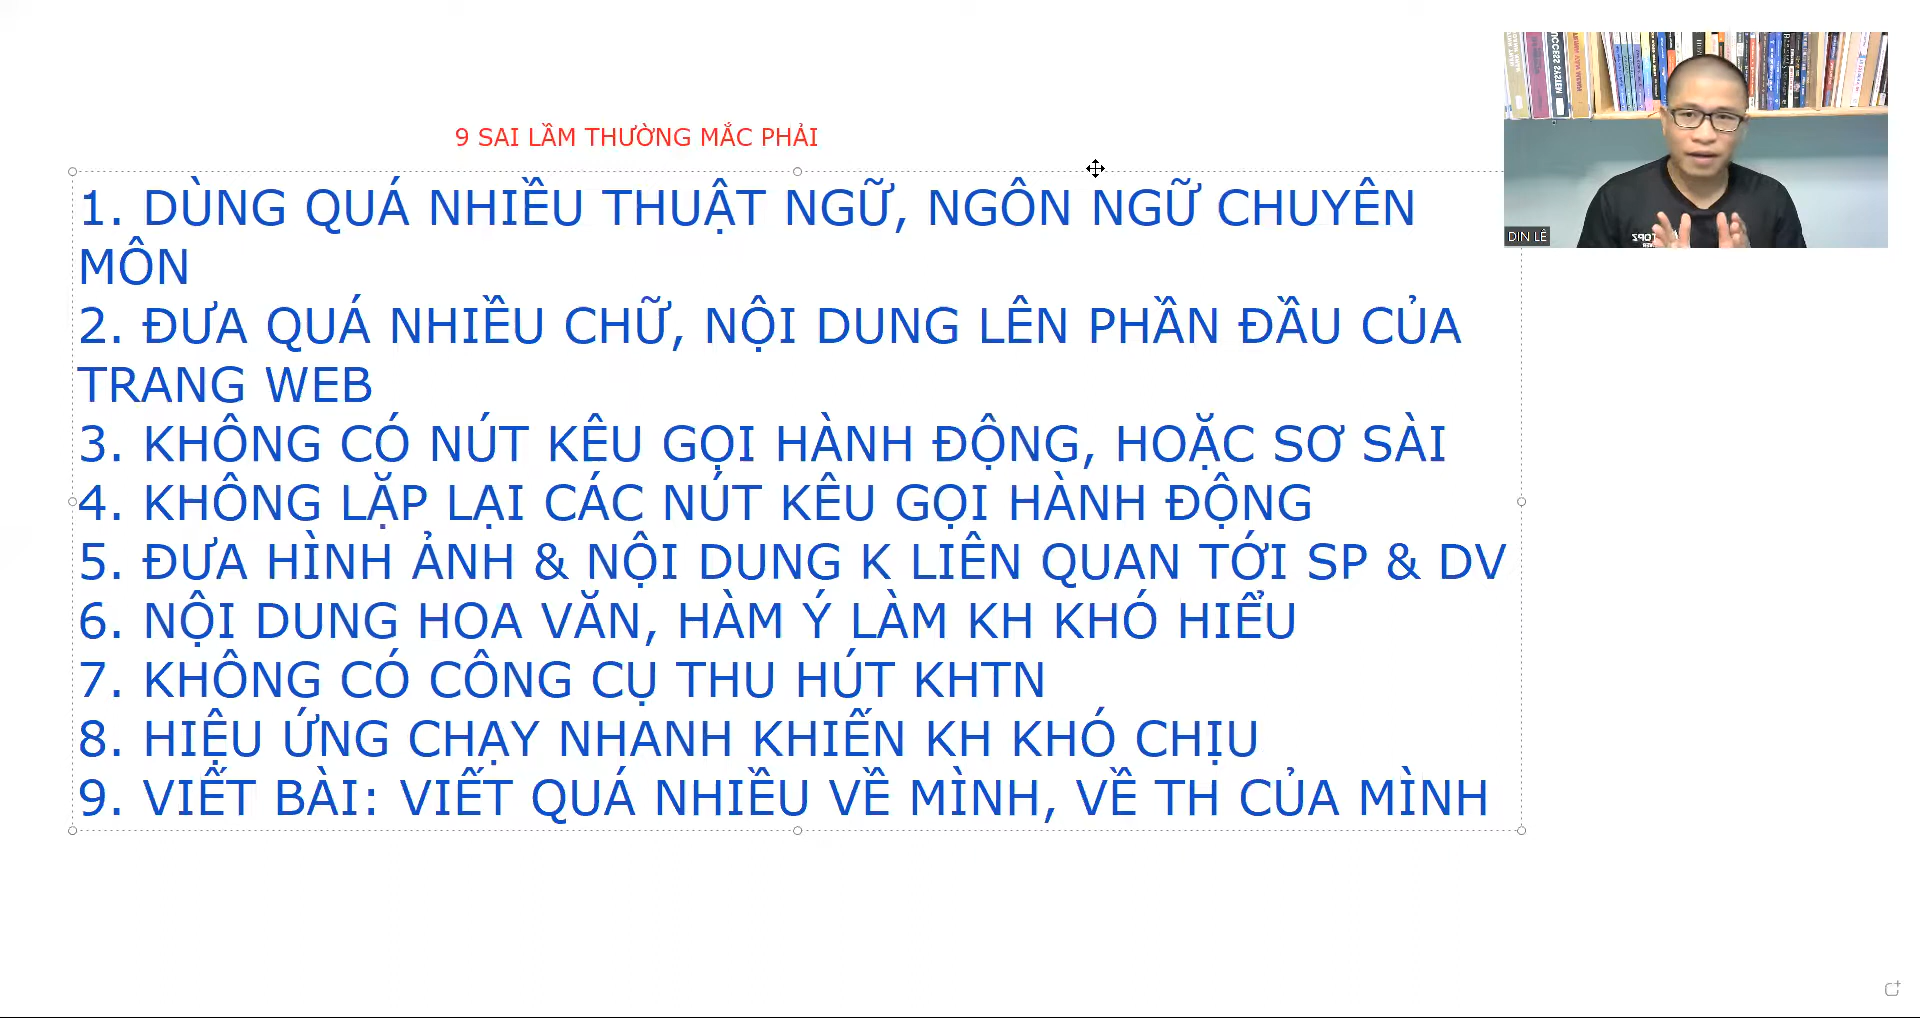 9 SAI LẦM THƯỜNG MẮC PHẢI
1. DÙNG QUÁ NHIỀU THUẬT NGỮ, NGÔN NGỮ CHUYÊN
MÔN
2. ĐƯA QUÁ NHIỀU CHỮ, NỘI DUNG LÊN PHẦN ĐẦU CỦA
TRANG WEB
3. KHÔNG CÓ NÚT KÊU GỌI HÀNH ĐỘNG, HOẶC SƠ SÀI
4. KHÔNG LẶP LẠI CÁC NÚT KÊU GỌI HÀNH ĐỘNG
5. ĐƯA HÌNH ẢNH & NỘI DUNG K LIÊN QUAN TỚI SP & DV
6. NỘI DUNG HOA VĂN, HÀM Ý LÀM KH KHÓ HIỂU
7. KHÔNG CÓ CÔNG CỤ THU HÚT KHTN
8. HIỆU ỨNG CHẠY NHANH KHIẾN KH KHÓ CHỊU
9. VIẾT BÀI: VIẾT QUÁ NHIỀU VỀ MÌNH, VỀ TH CỦA MÌNH
SUCCESS SYSTEM
DIN LÊ